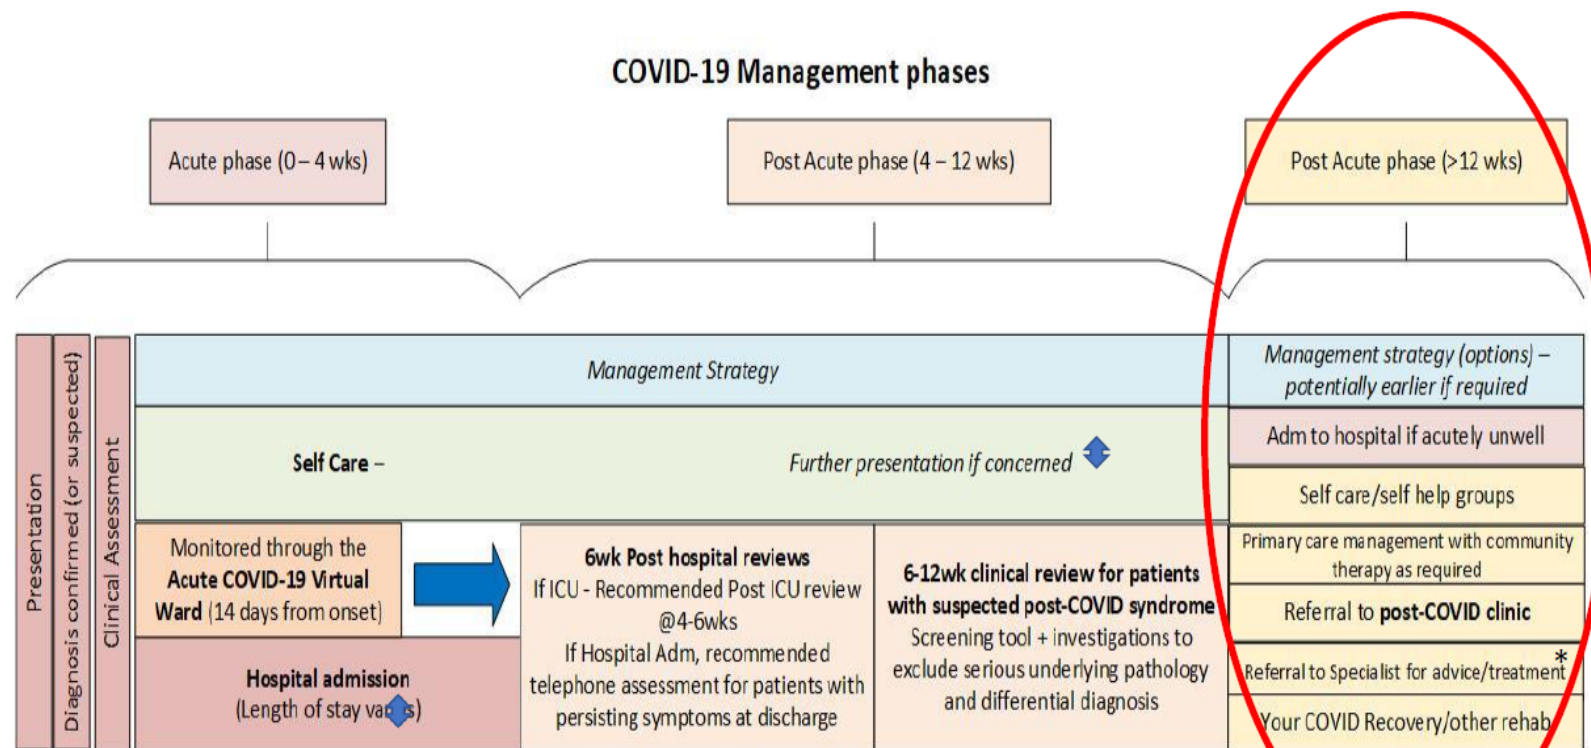 COVID-19 Management phases
Acute phase (0 – 4 wks)
Post Acute phase (4 – 12 wks)
Post Acute phase (>12 wks)
Presentation
Diagnosis confirmed (or suspected)
Clinical Assessment
Management Strategy
Self Care –
Further presentation if concerned
Monitored through the
Acute COVID-19 Virtual
Ward (14 days from onset)
Hospital admission
(Length of stay varies)
6wk Post hospital reviews
If ICU - Recommended Post ICU review
@4-6wks
If Hospital Adm, recommended
telephone assessment for patients with
persisting symptoms at discharge
6-12wk clinical review for patients
with suspected post-COVID syndrome
Screening tool + investigations to
exclude serious underlying pathology
and differential diagnosis
Management strategy (options) –
potentially earlier if required
Adm to hospital if acutely unwell
Self care/self help groups
Primary care management with community
therapy as required
Referral to post-COVID clinic
Referral to Specialist for advice/treatment*
Your COVID Recovery/other rehab